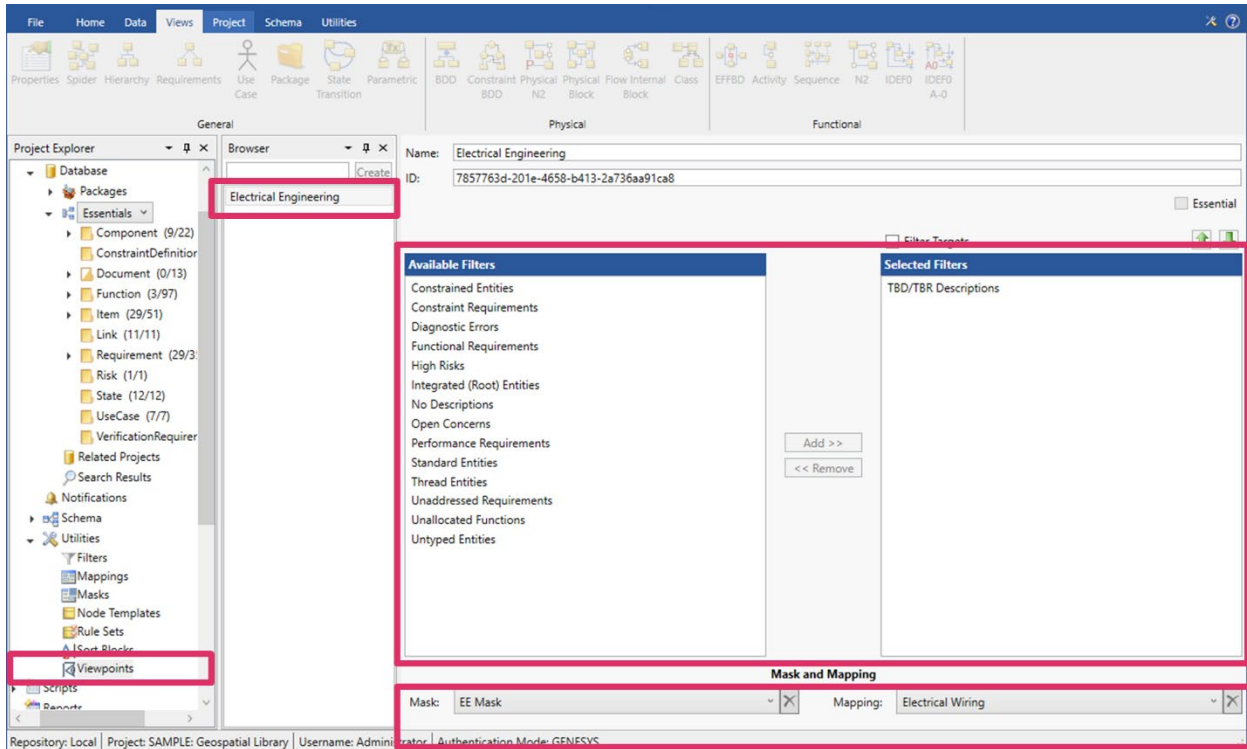 File Home Data Views Project Schema Utilities
Properties Spider Hierarchy Requirements Use Case Package State Transition Parametric BDD Constraint BDD Physical N2 Physical Block Flow Internal Block Class EFFBD Activity Sequence N2 IDEF0 IDEF0 A-0
General Physical Functional
Project Explorer
Database
Packages
Essentials
Component (9/22)
ConstraintDefinition
Document (0/13)
Function (3/97)
Item (29/51)
Link (11/11)
Requirement (29/3
Risk (1/1)
State (12/12)
UseCase (7/7)
VerificationRequirer
Related Projects
Search Results
Notifications
Schema
Utilities
Filters
Mappings
Masks
Node Templates
Rule Sets
Sort Blocks
Viewpoints
Scripts
Reports
Browser
Create
Electrical Engineering
Name: Electrical Engineering
ID: 7857763d-201e-4658-b413-2a736aa91ca8
Essential
Filter Targets
Available Filters
Constrained Entities
Constraint Requirements
Diagnostic Errors
Functional Requirements
High Risks
Integrated (Root) Entities
No Descriptions
Open Concerns
Performance Requirements
Standard Entities
Thread Entities
Unaddressed Requirements
Unallocated Functions
Untyped Entities
Add >>
<< Remove
Selected Filters
TBD/TBR Descriptions
Mask and Mapping
Mask: EE Mask Mapping: Electrical Wiring
Repository: Local Project: SAMPLE: Geospatial Library Username: Administrator Authentication Mode: GENESYS